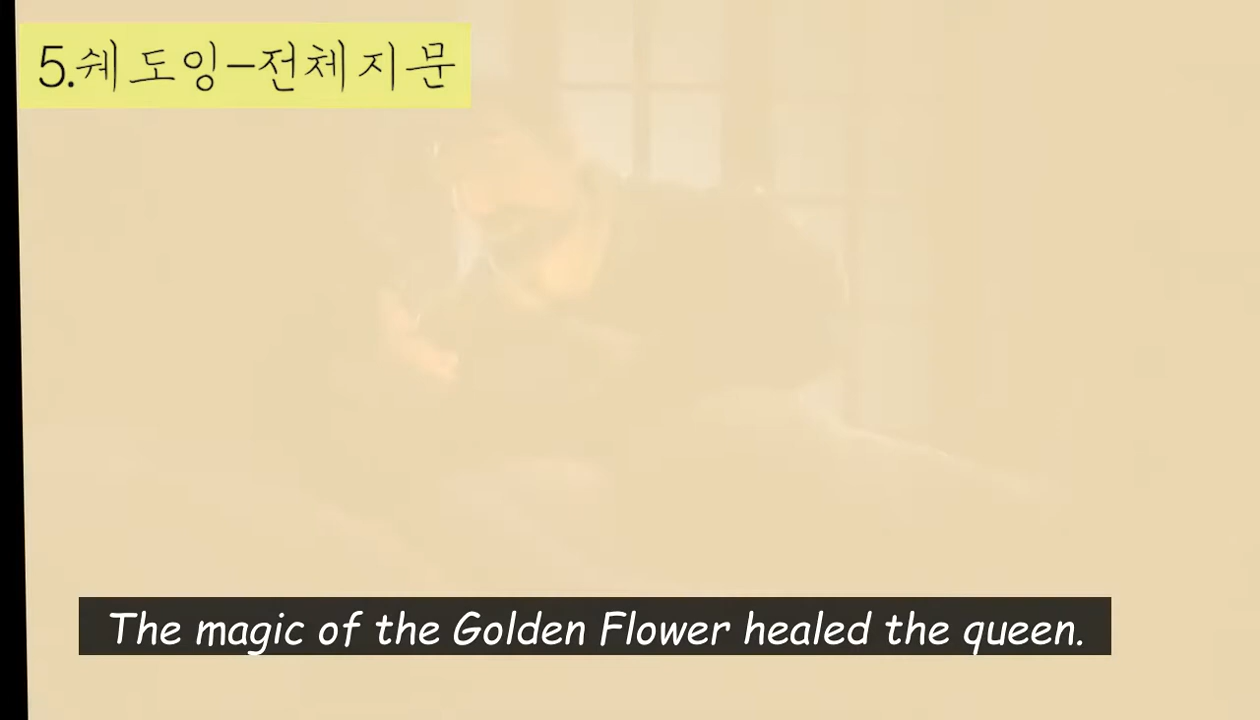 5.쉐도잉-전체지문
The magic of the Golden Flower healed the queen.